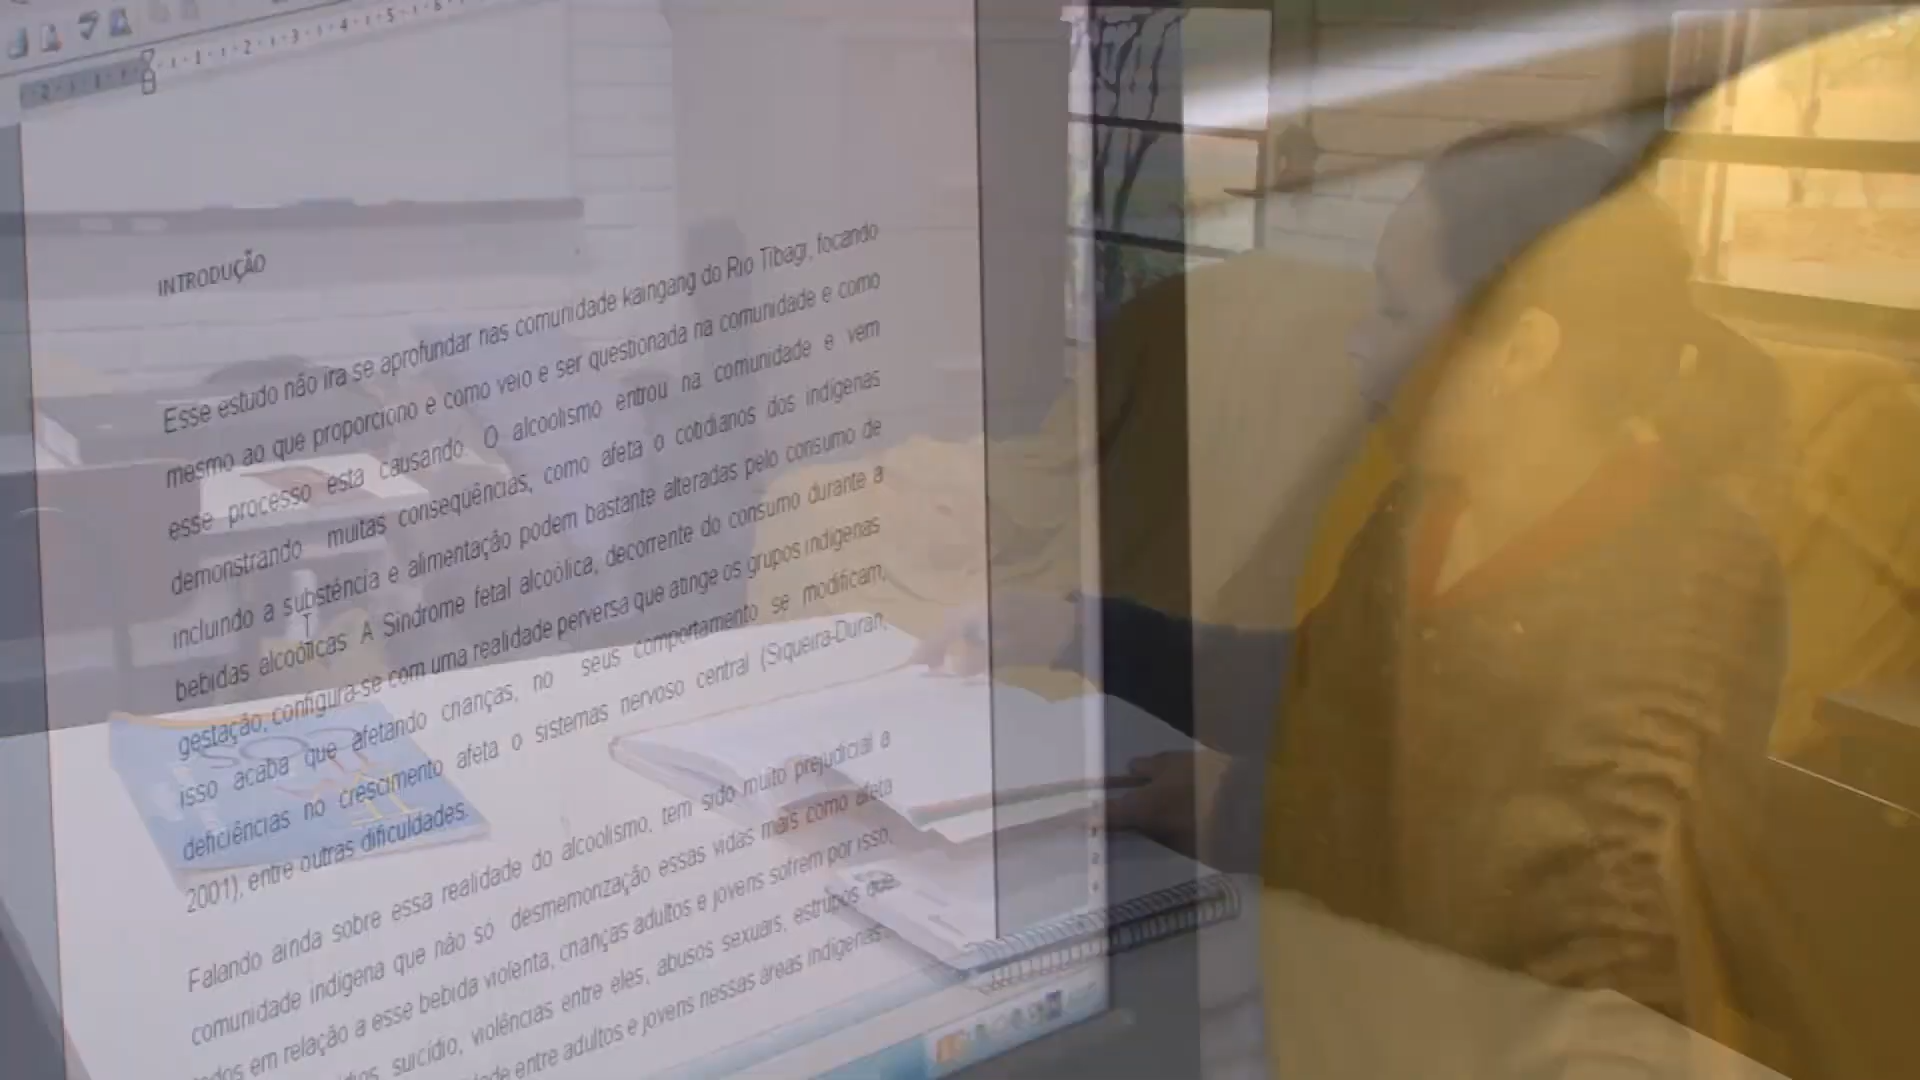 INTRODUÇÃO
Esse estudo não ira se aprofundar nas comunidade kaingang do Rio Tibagi, focando
mesmo ao que proporciono e como veio e ser questionada na comunidade e como
esse processo esta causando. O alcoolismo entrou na comunidade e vem
demonstrando muitas conseqüências, como afeta o cotidianos dos indígenas
incluindo a substência e alimentação podem bastante alteradas pelo consumo de
bebidas alcoólicas. A Síndrome fetal alcoólica, decorrente do consumo durante a
gestação, configura-se com uma realidade perversa que atinge os grupos indígenas
isso acaba que afetando crianças, no seus comportamento se modificam,
deficiências no crescimento afeta o sistemas nervoso central (Siqueira-Duran,
2001), entre outras dificuldades.
Falando ainda sobre essa realidade do alcoolismo, tem sido muito prejudicial a
comunidade indígena que não só desmemorização essas vidas mais como afeta
em relação a esse bebida violenta, crianças adultos e jovens sofrem por isso,
suicídio, violências entre eles, abusos sexuais, estrupos que
entre adultos e jovens nessas áreas indígenas